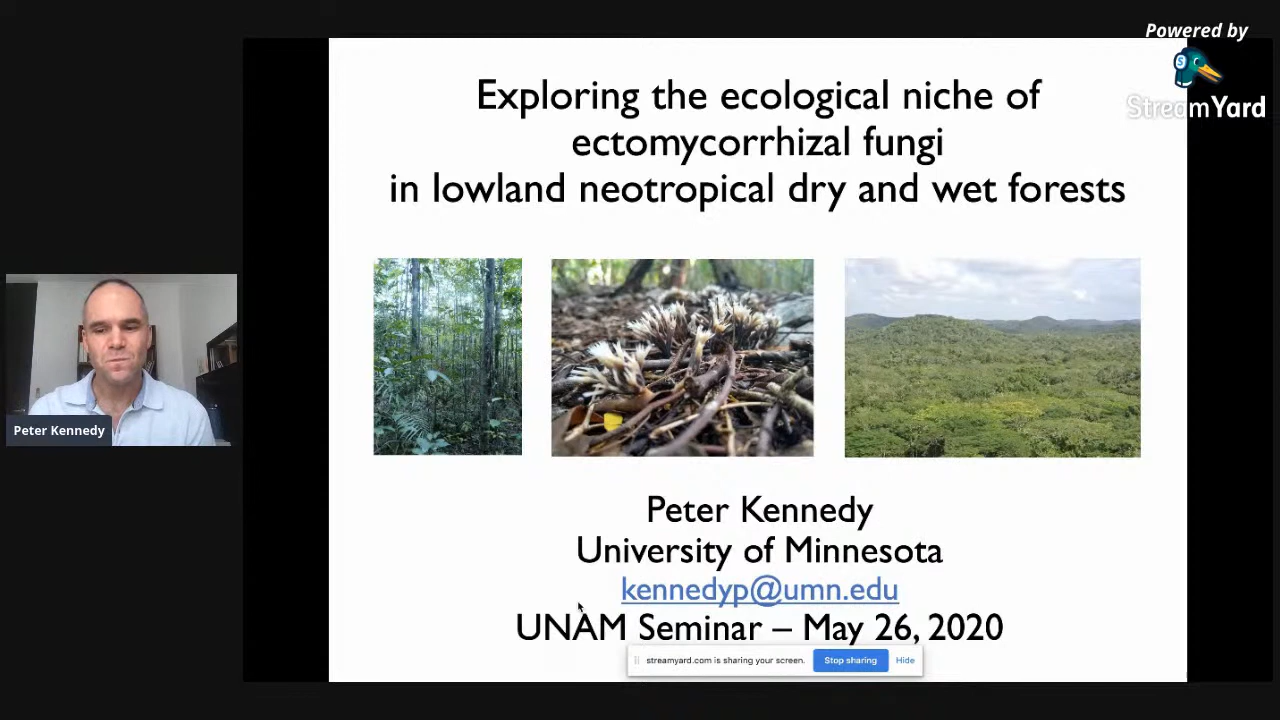 Powered by
StreamYard
Exploring the ecological niche of
ectomycorrhizal fungi
in lowland neotropical dry and wet forests
Peter Kennedy
Peter Kennedy
University of Minnesota
kennedyp@umn.edu
UNAM Seminar – May 26, 2020
streamyard.com is sharing your screen.
Stop sharing
Hide